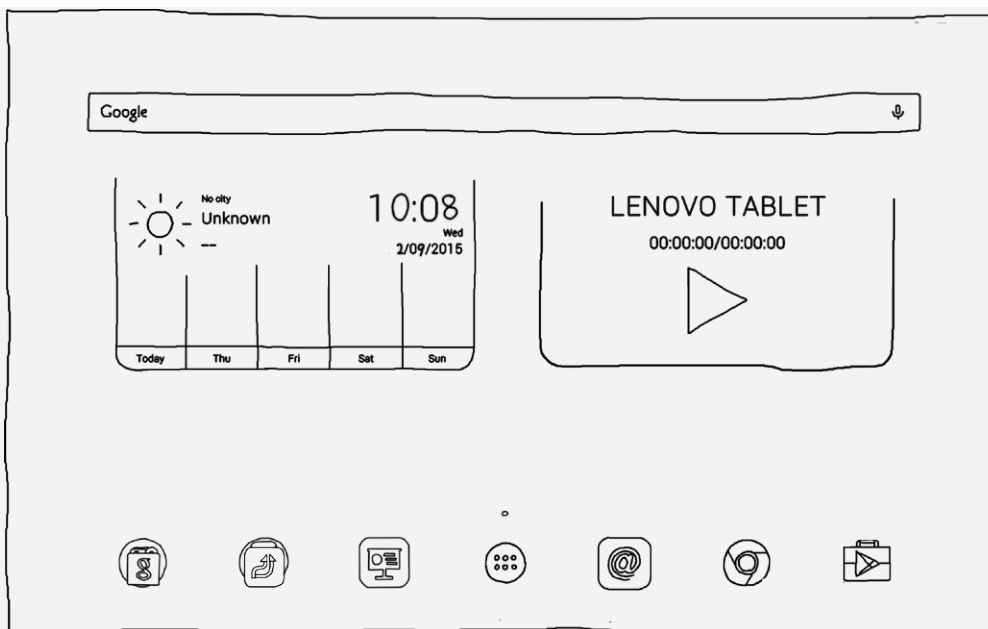 Google
No city
Unknown
--
10:08
Wed
2/09/2015
Today Thu Fri Sat Sun
LENOVO TABLET
00:00:00/00:00:00
g
@